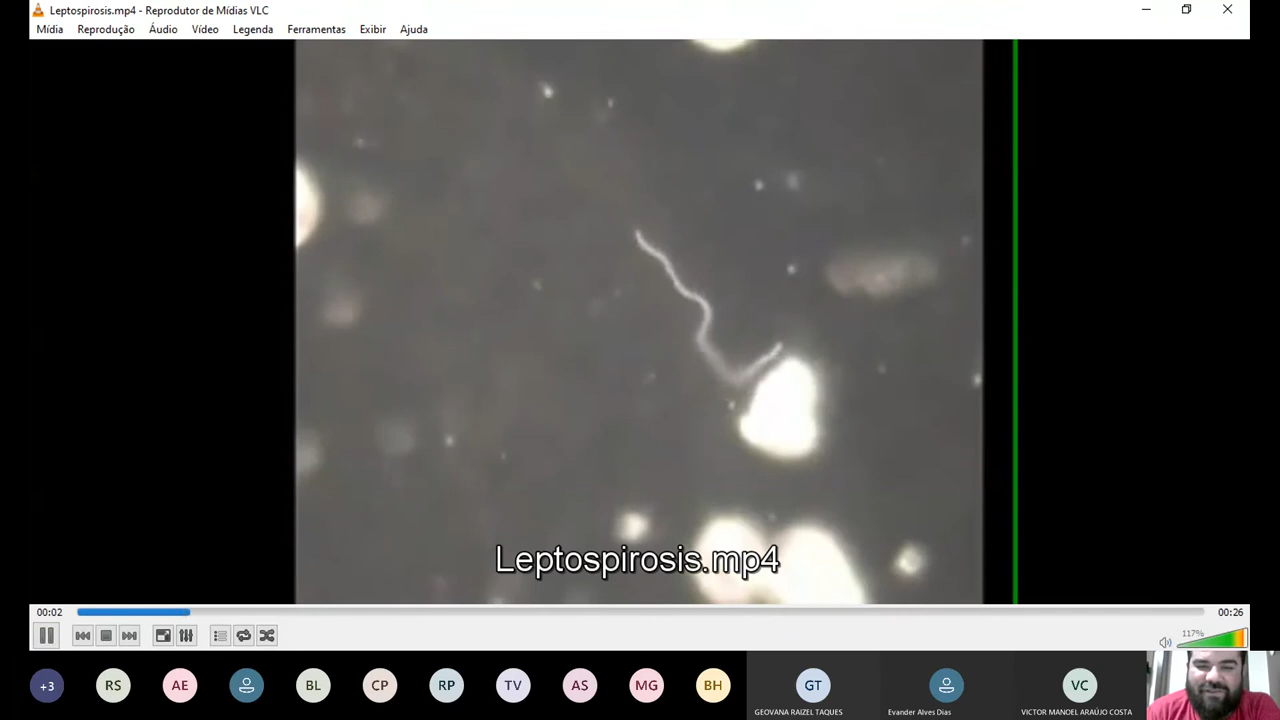 Leptospirosis.mp4 - Reprodutor de Mídias VLC
Mídia Reprodução Áudio Vídeo Legenda Ferramentas Exibir Ajuda
Leptospirosis.mp4
00:02 00:26
117%
+3 RS AE BL CP RP TV AS MG BH GT VC
GEOVANA RAIZEL TAQUES Evander Alves Dias VICTOR MANOEL ARAÚJO COSTA